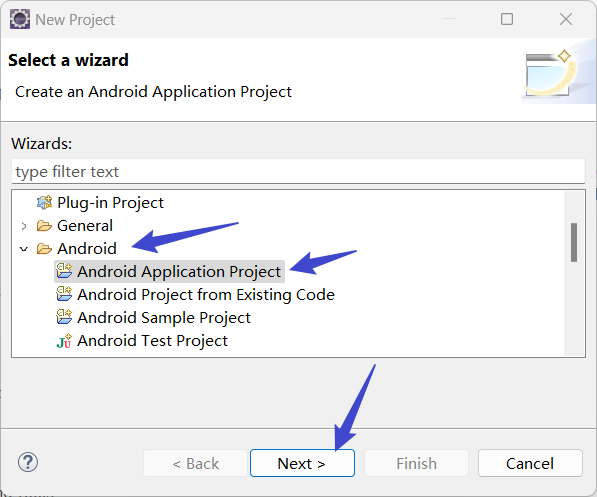 New Project
Select a wizard
Create an Android Application Project
Wizards:
type filter text
Plug-in Project
General
Android
Android Application Project
Android Project from Existing Code
Android Sample Project
Ju Android Test Project
? < Back Next > Finish Cancel